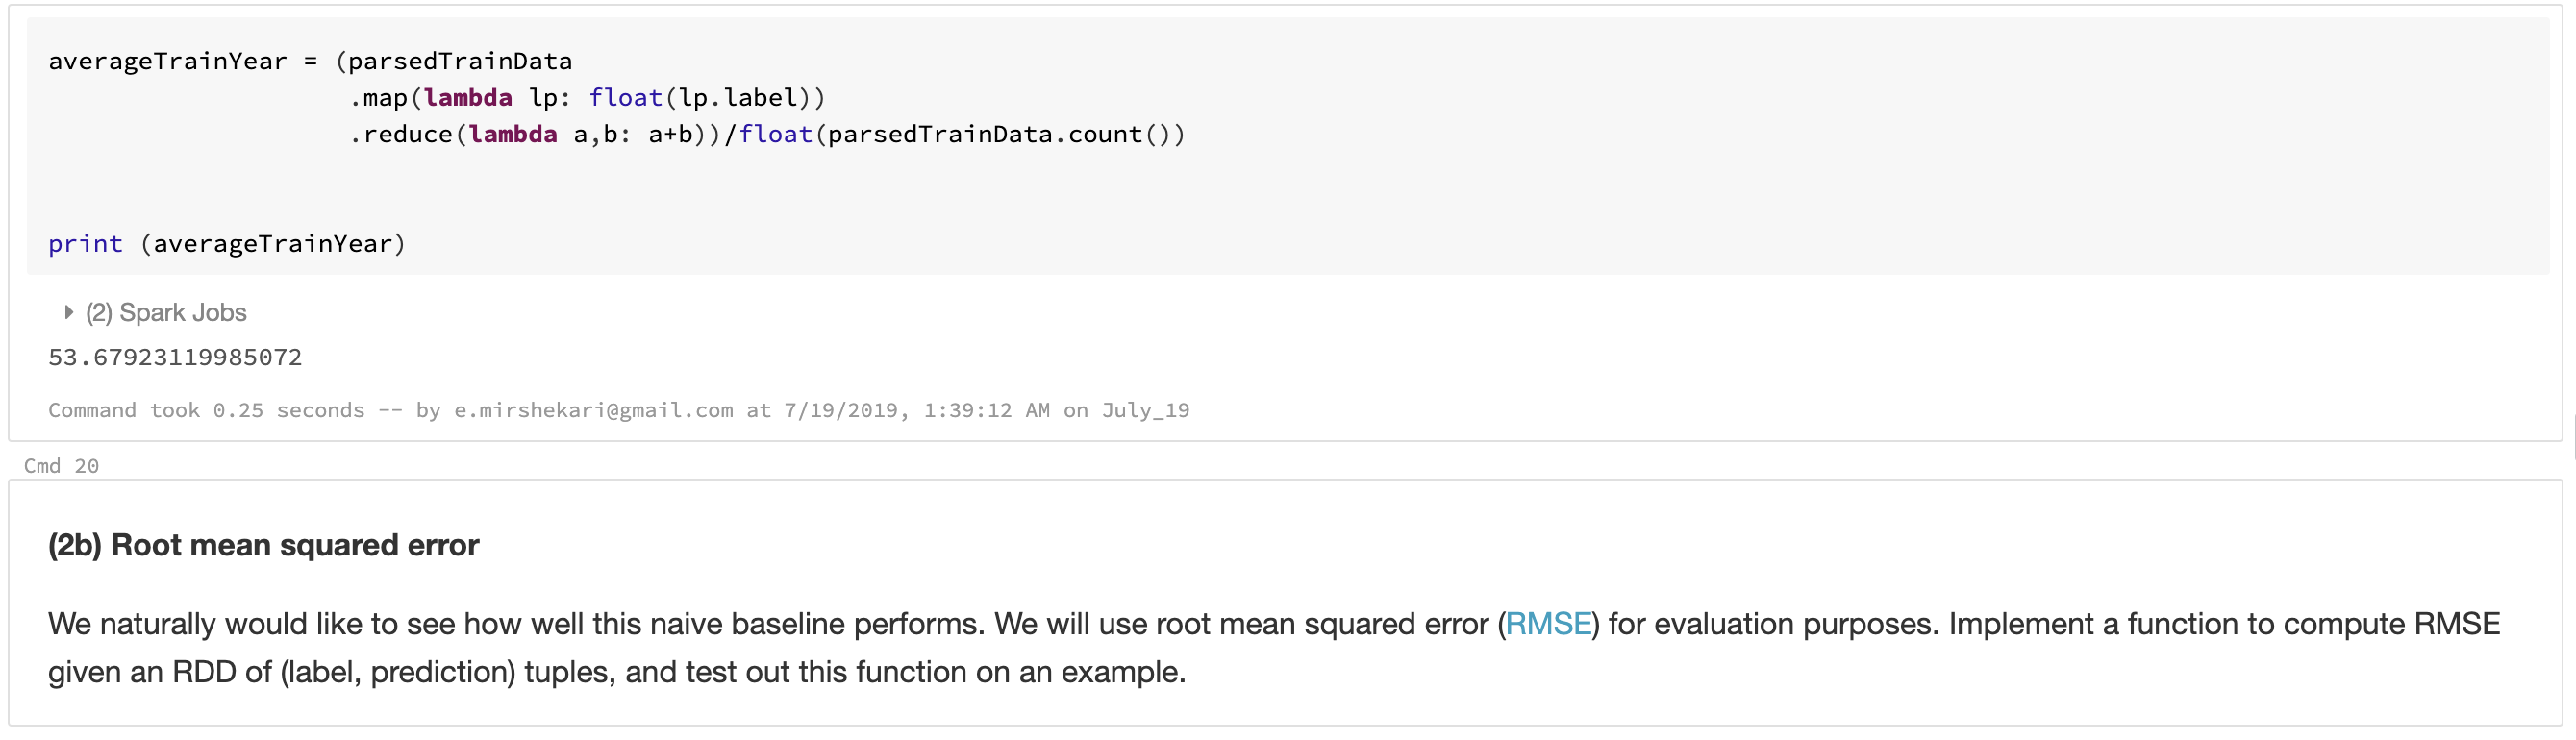 averageTrainYear = (parsedTrainData
.map(lambda lp: float(lp.label))
.reduce(lambda a,b: a+b))/float(parsedTrainData.count())
print (averageTrainYear)
(2) Spark Jobs
53.67923119985072
Command took 0.25 seconds -- by e.mirshekari@gmail.com at 7/19/2019, 1:39:12 AM on July_19
Cmd 20
(2b) Root mean squared error
We naturally would like to see how well this naive baseline performs. We will use root mean squared error (RMSE) for evaluation purposes. Implement a function to compute RMSE
given an RDD of (label, prediction) tuples, and test out this function on an example.